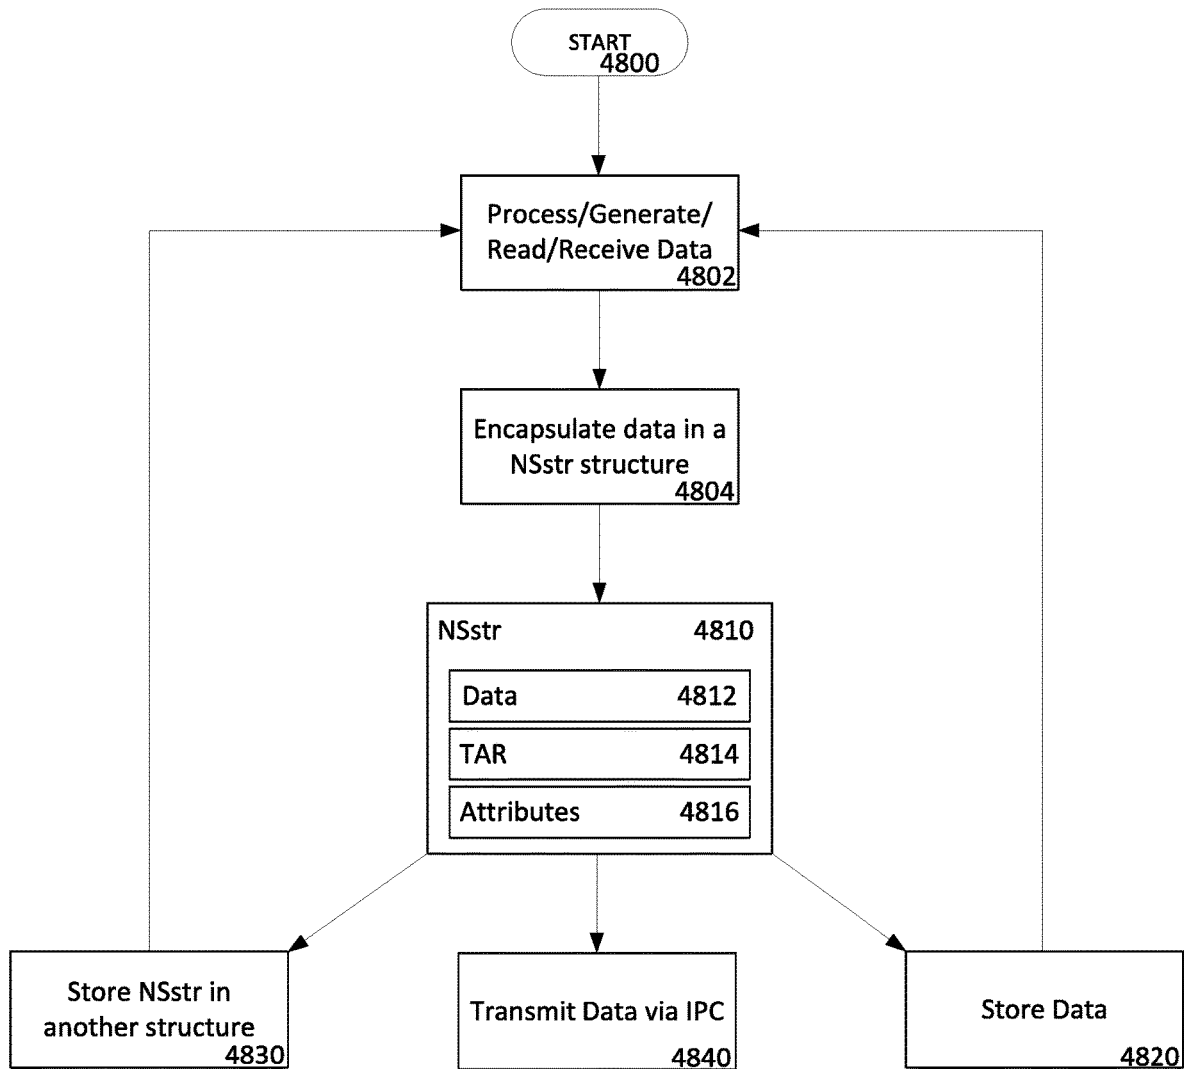 START
4800
Process/Generate/
Read/Receive Data
4802
Encapsulate data in a
NSstr structure
4804
NSstr 4810
Data 4812
TAR 4814
Attributes 4816
Store NSstr in
another structure
4830
Transmit Data via IPC
4840
Store Data
4820